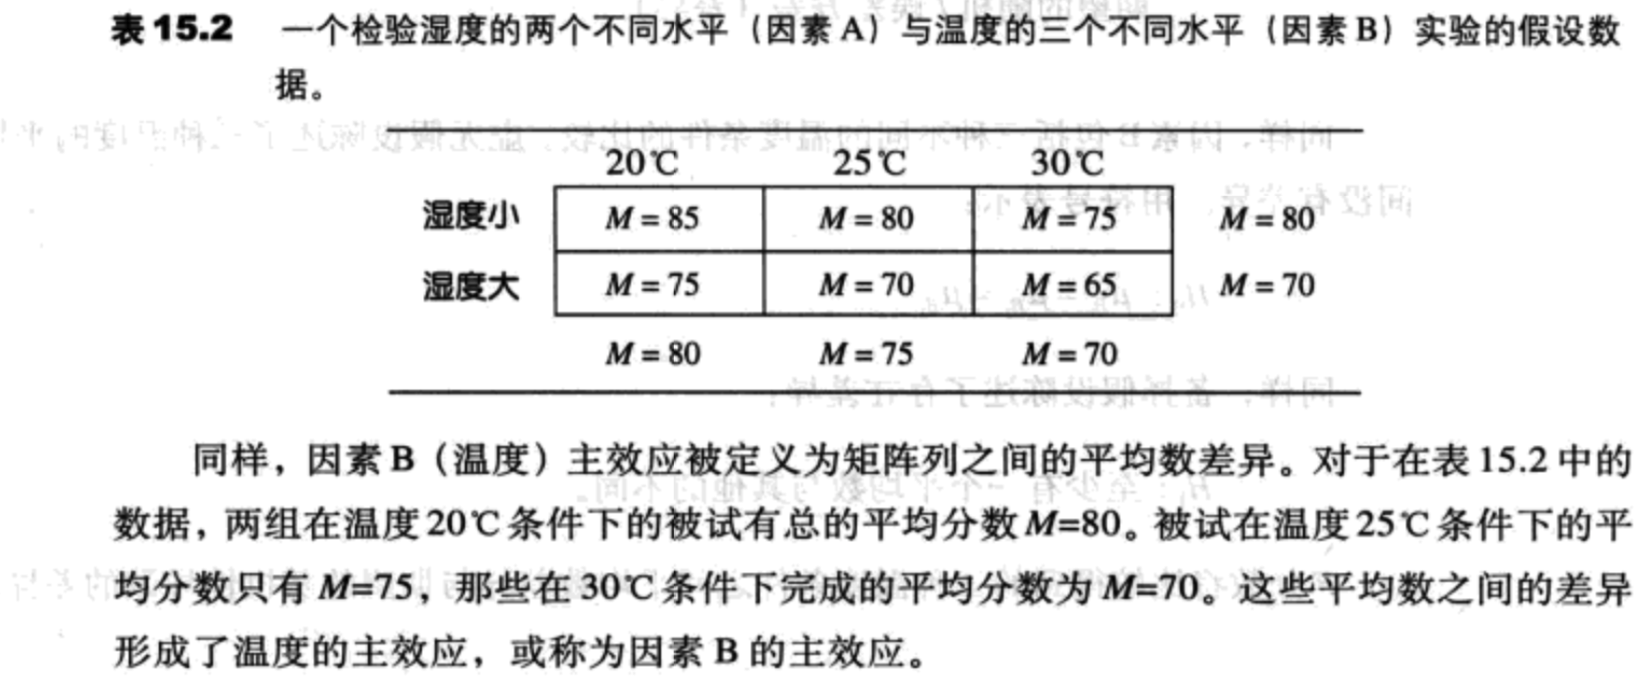 表 15.2 一个检验湿度的两个不同水平（因素 A）与温度的三个不同水平（因素 B）实验的假设数
据。
20℃ 25℃ 30℃
湿度小 M = 85 M = 80 M = 75 M = 80
湿度大 M = 75 M = 70 M = 65 M = 70
M = 80 M = 75 M = 70
同样，因素 B（温度）主效应被定义为矩阵列之间的平均数差异。对于在表 15.2 中的
数据，两组在温度 20℃ 条件下的被试有总的平均分数 M=80。被试在温度 25℃ 条件下的平
均分数只有 M=75，那些在 30℃ 条件下完成的平均分数为 M=70。这些平均数之间的差异
形成了温度的主效应，或称为因素 B 的主效应。